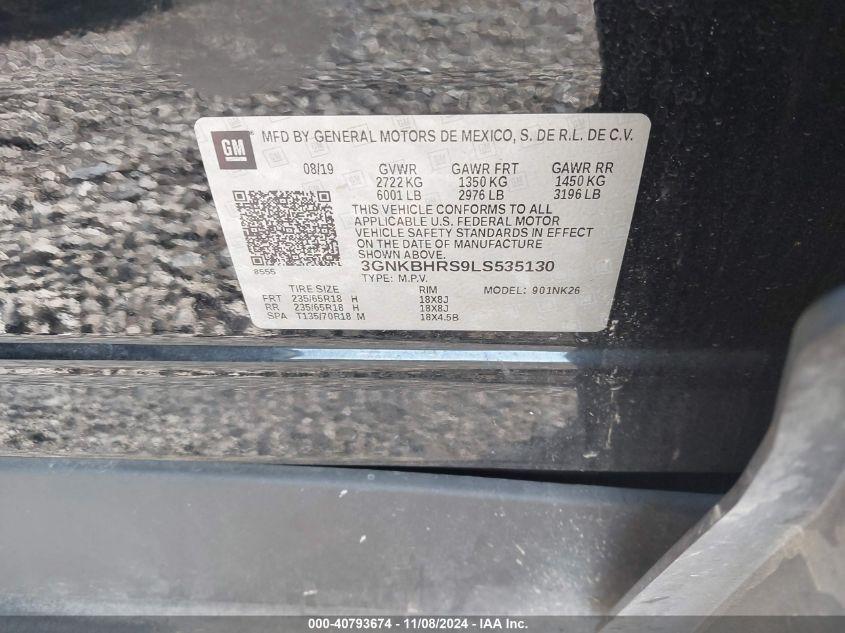 GM MFD BY GENERAL MOTORS DE MEXICO, S. DE R.L. DE C.V.
08/19 GVWR GAWR FRT GAWR RR
2722 KG 1350 KG 1450 KG
6001 LB 2976 LB 3196 LB
THIS VEHICLE CONFORMS TO ALL
APPLICABLE U.S. FEDERAL MOTOR
VEHICLE SAFETY STANDARDS IN EFFECT
ON THE DATE OF MANUFACTURE
SHOWN ABOVE.
3GNKBHRS9LS535130
8555 TYPE: M.P.V.
TIRE SIZE RIM MODEL: 901NK26
FRT 235/65R18 H 18X8J
RR 235/65R18 H 18X8J
SPA T135/70R18 M 18X4.5B
000-40793674 - 11/08/2024 - IAA Inc.